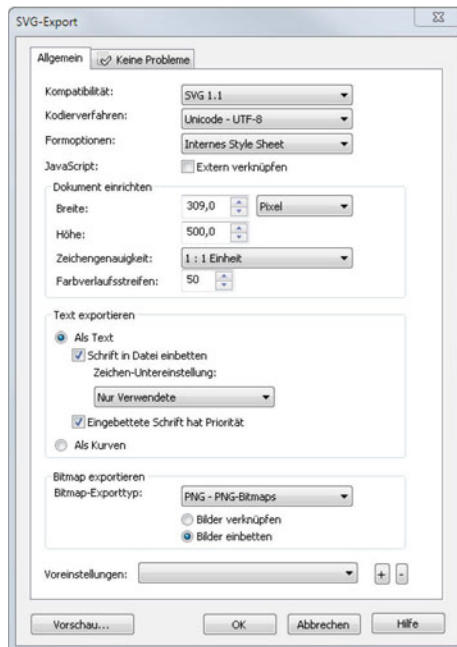 SVG-Export
Allgemein Keine Probleme
Kompatibilität: SVG 1.1
Kodierverfahren: Unicode - UTF-8
Formoptionen: Internes Style Sheet
JavaScript: Extern verknüpfen
Dokument einrichten
Breite: 309,0 Pixel
Höhe: 500,0
Zeichengenauigkeit: 1 : 1 Einheit
Farbverlaufsstreifen: 50
Text exportieren
Als Text
Schrift in Datei einbetten
Zeichen-Untereinstellung:
Nur Verwendete
Eingebettete Schrift hat Priorität
Als Kurven
Bitmap exportieren
Bitmap-Exporttyp: PNG - PNG-Bitmaps
Bilder verknüpfen
Bilder einbetten
Voreinstellungen: + -
Vorschau... OK Abbrechen Hilfe